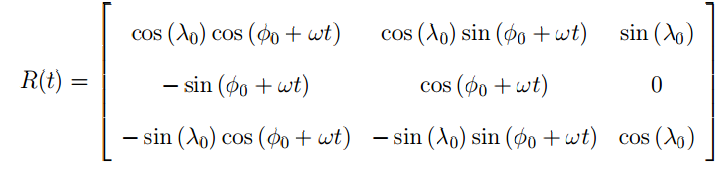 cos (λ₀) cos (ϕ₀ + ωt) cos (λ₀) sin (ϕ₀ + ωt) sin (λ₀)
R(t) = − sin (ϕ₀ + ωt) cos (ϕ₀ + ωt) 0
− sin (λ₀) cos (ϕ₀ + ωt) − sin (λ₀) sin (ϕ₀ + ωt) cos (λ₀)